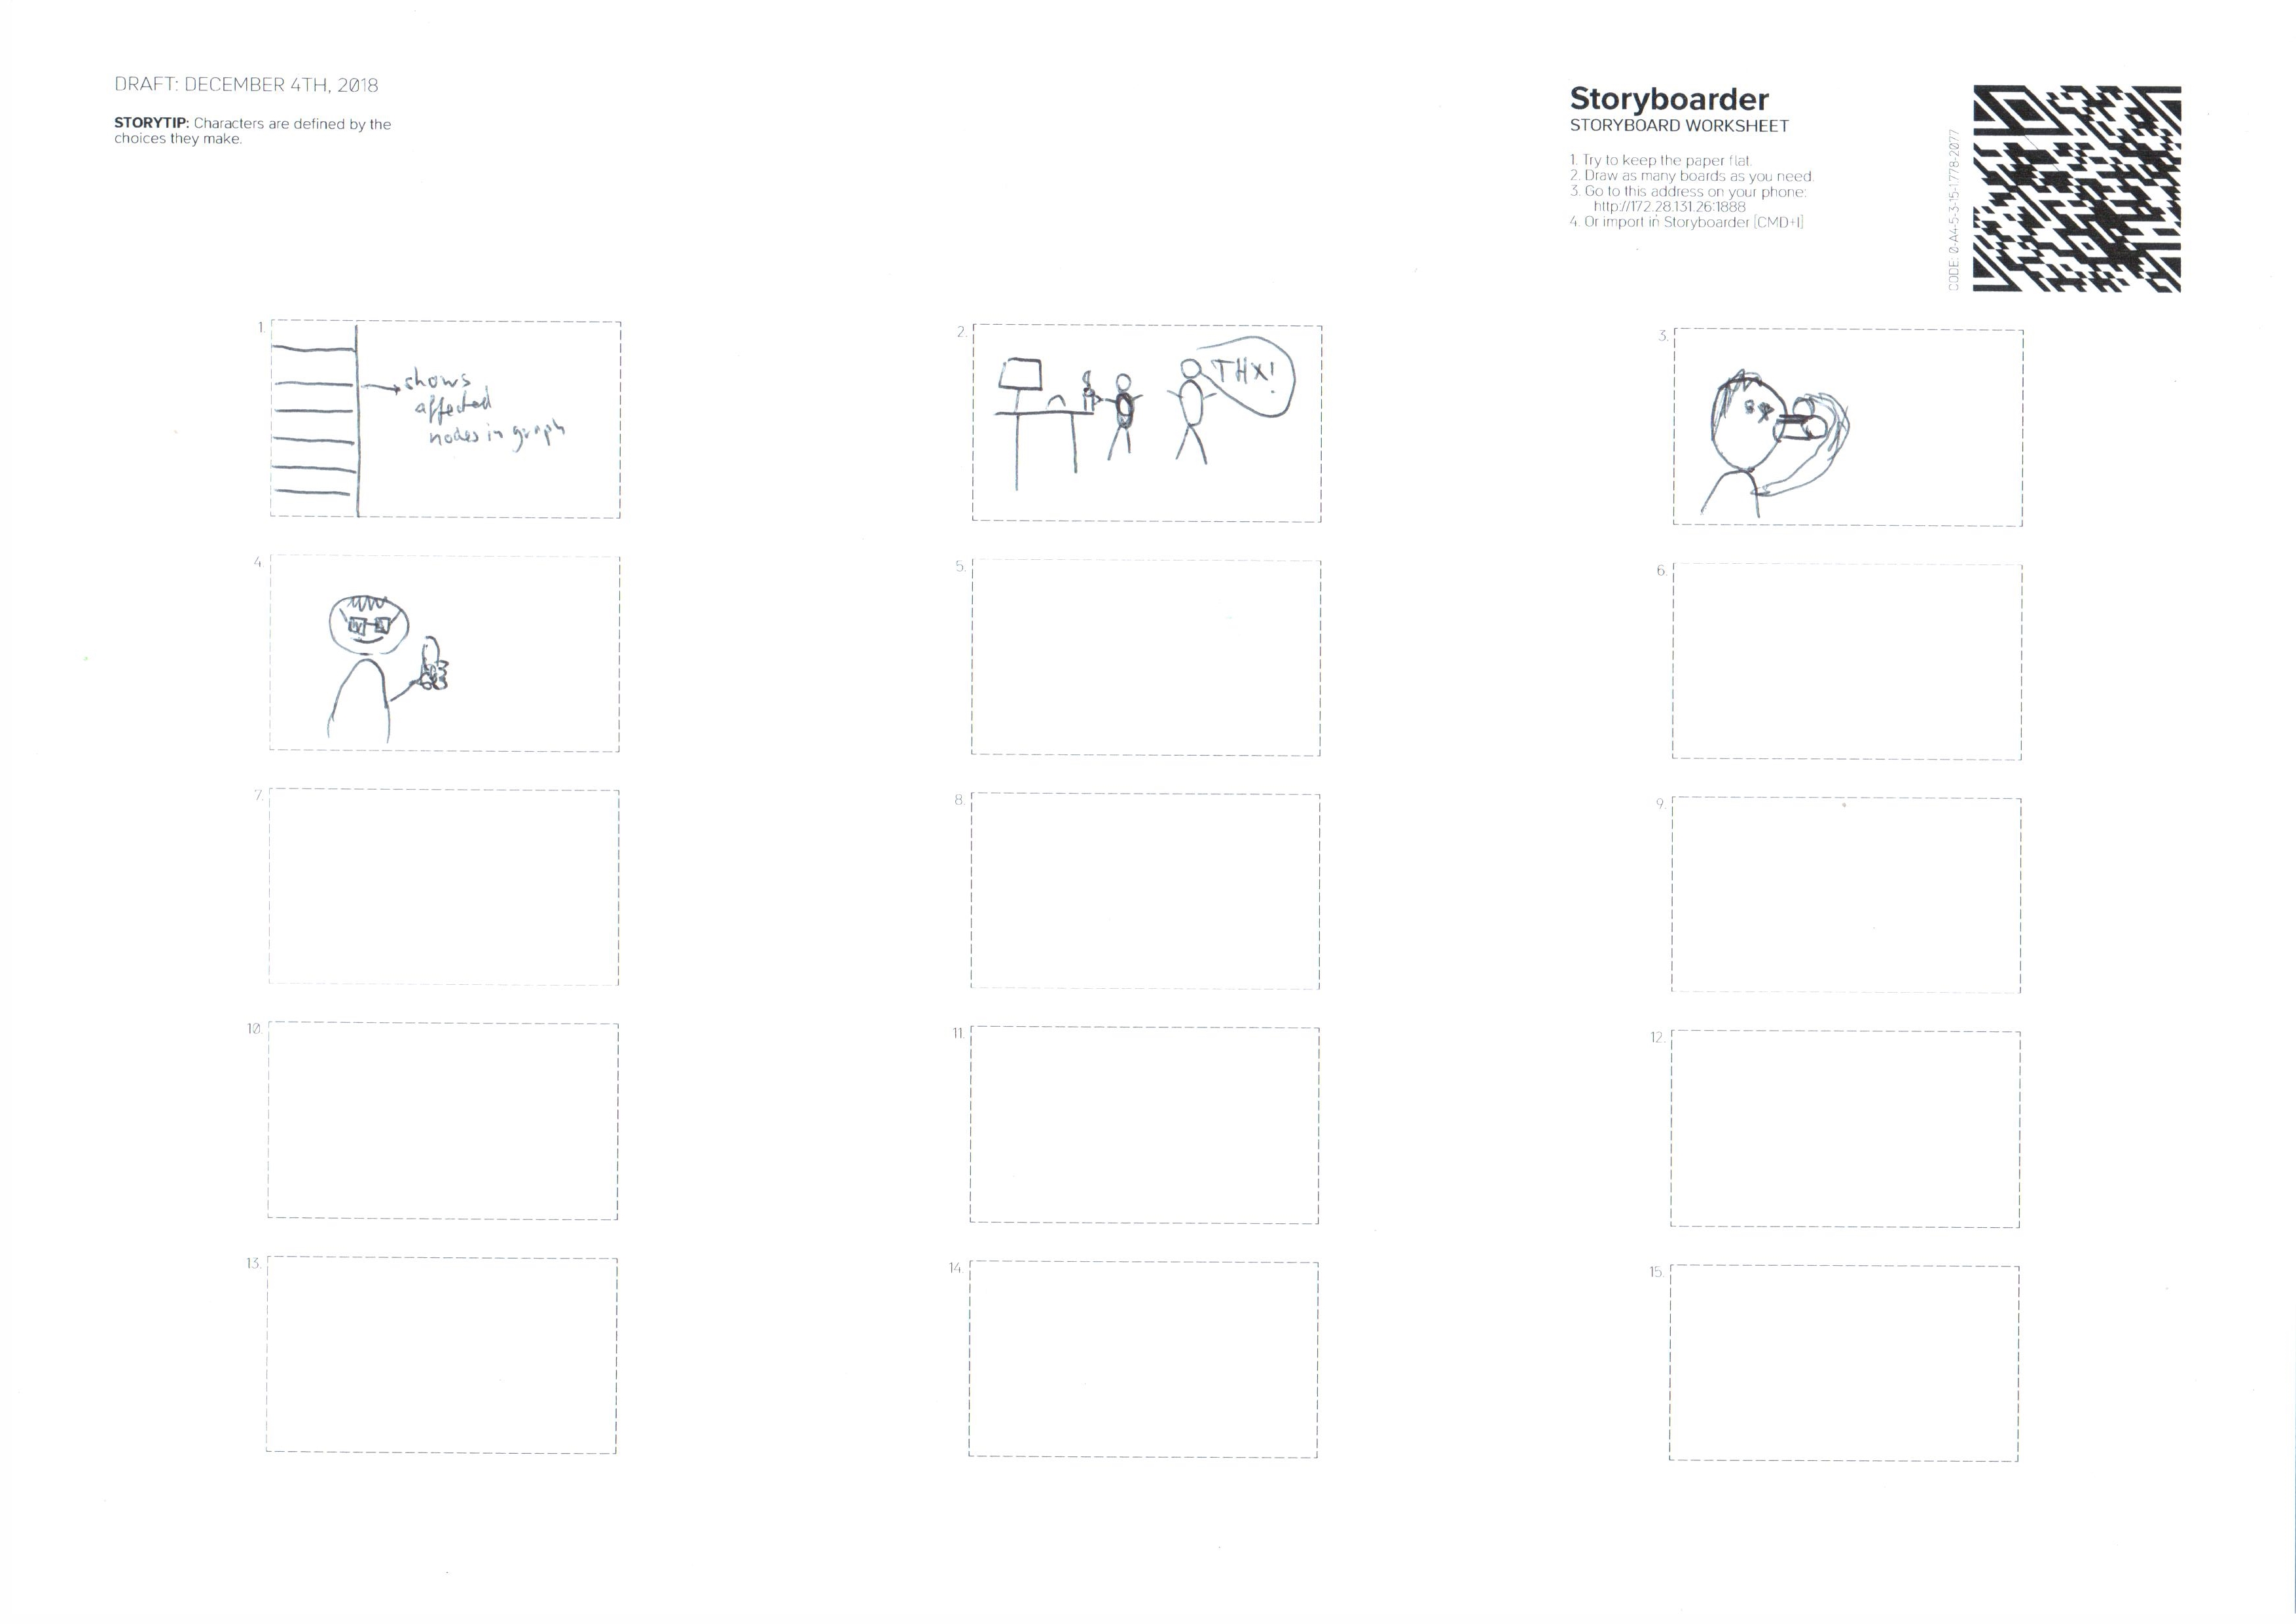 DRAFT: DECEMBER 4TH, 2018
STORYTIP: Characters are defined by the
choices they make.
Storyboarder
STORYBOARD WORKSHEET
1. Try to keep the paper flat.
2. Draw as many boards as you need.
3. Go to this address on your phone:
http://172.28.131.26:1888
4. Or import in Storyboarder [CMD+I]
CODE: 0-A4-5-3-15-1.778-2077
1.
shows
affected
nodes in graph
2.
THX!
3.
4.
5.
6.
7.
8.
9.
10.
11.
12.
13.
14.
15.